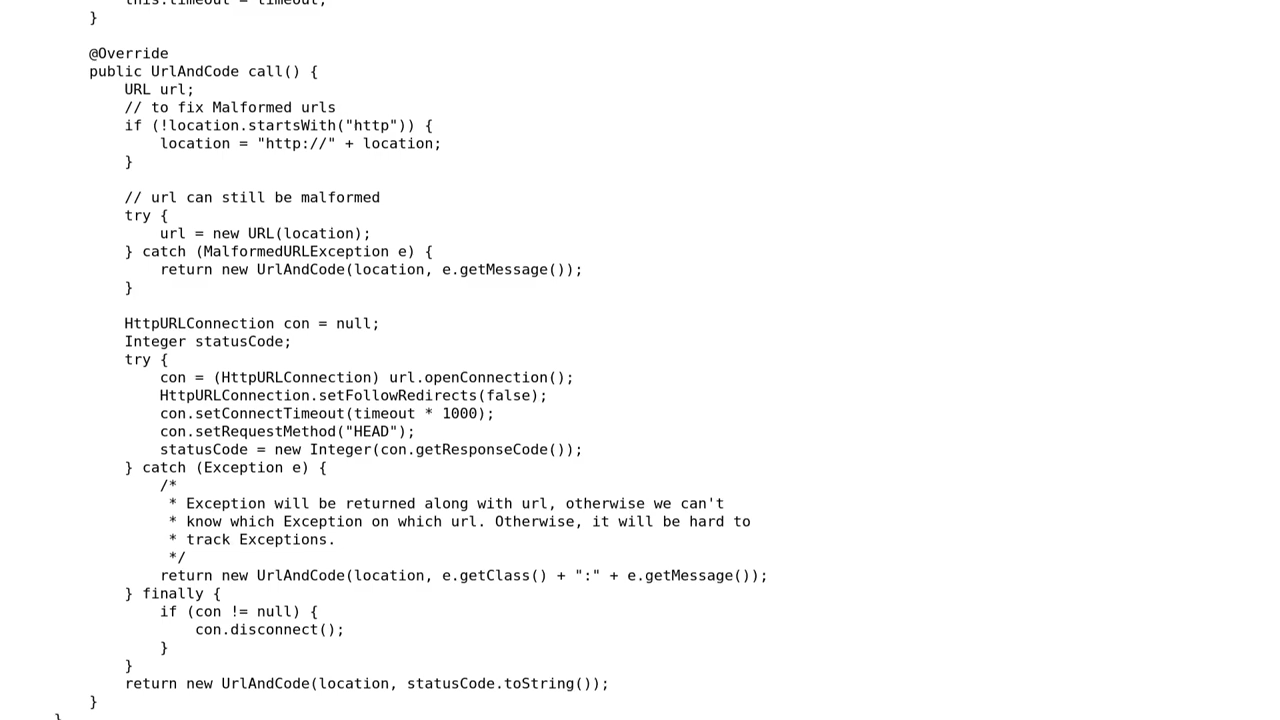 this.timeout = timeout;
}
@Override
public UrlAndCode call() {
URL url;
// to fix Malformed urls
if (!location.startsWith("http")) {
location = "http://" + location;
}
// url can still be malformed
try {
url = new URL(location);
} catch (MalformedURLException e) {
return new UrlAndCode(location, e.getMessage());
}
HttpURLConnection con = null;
Integer statusCode;
try {
con = (HttpURLConnection) url.openConnection();
HttpURLConnection.setFollowRedirects(false);
con.setConnectTimeout(timeout * 1000);
con.setRequestMethod("HEAD");
statusCode = new Integer(con.getResponseCode());
} catch (Exception e) {
/*
* Exception will be returned along with url, otherwise we can't
* know which Exception on which url. Otherwise, it will be hard to
* track Exceptions.
*/
return new UrlAndCode(location, e.getClass() + ":" + e.getMessage());
} finally {
if (con != null) {
con.disconnect();
}
}
return new UrlAndCode(location, statusCode.toString());
}
}